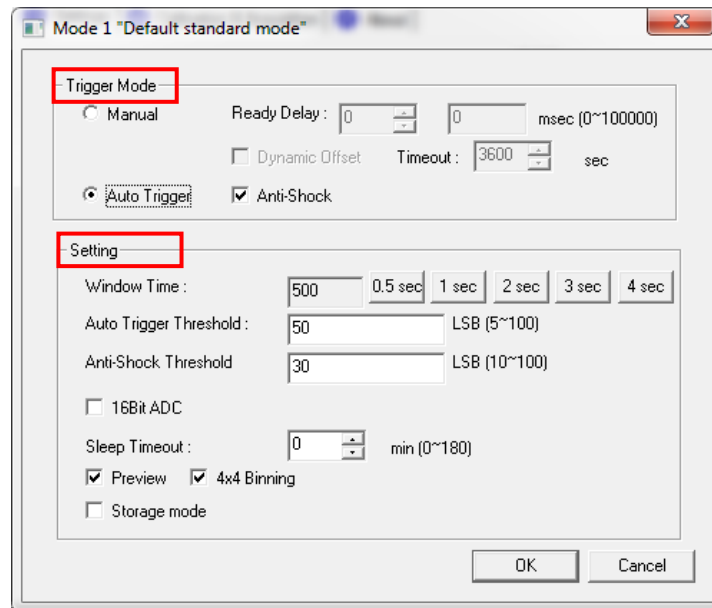 Mode 1 "Default standard mode"
Trigger Mode
Manual Ready Delay : 0 0 msec (0~100000)
Dynamic Offset Timeout : 3600 sec
Auto Trigger Anti-Shock
Setting
Window Time : 500 0.5 sec 1 sec 2 sec 3 sec 4 sec
Auto Trigger Threshold : 50 LSB (5~100)
Anti-Shock Threshold 30 LSB (10~100)
16Bit ADC
Sleep Timeout : 0 min (0~180)
Preview 4x4 Binning
Storage mode
OK Cancel